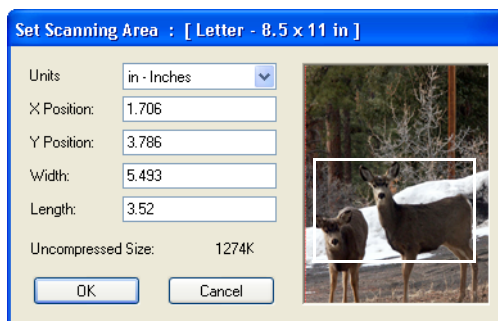 Set Scanning Area : [ Letter - 8.5 x 11 in ]
Units in - Inches
X Position: 1.706
Y Position: 3.786
Width: 5.493
Length: 3.52
Uncompressed Size: 1274K
OK Cancel